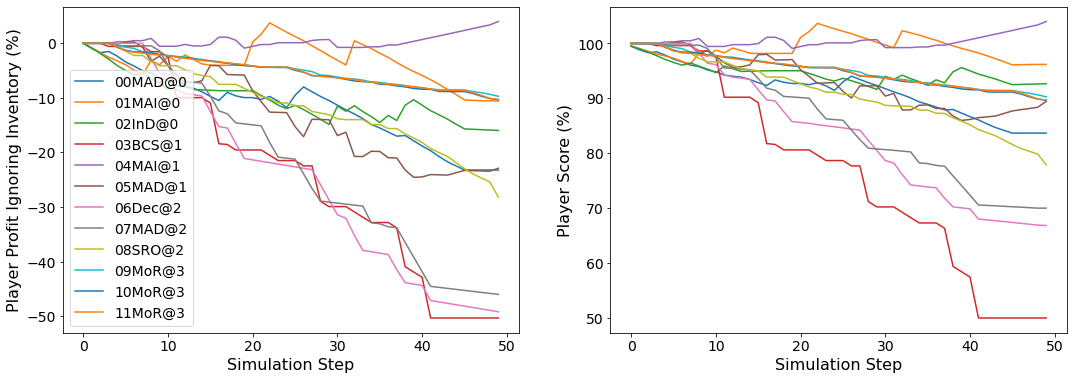 Player Profit Ignoring Inventory (%)
0
−10
−20
−30
−40
−50
00MAD@0
01MAI@0
02InD@0
03BCS@1
04MAI@1
05MAD@1
06Dec@2
07MAD@2
08SRO@2
09MoR@3
10MoR@3
11MoR@3
0 10 20 30 40 50
Simulation Step
Player Score (%)
100
90
80
70
60
50
0 10 20 30 40 50
Simulation Step